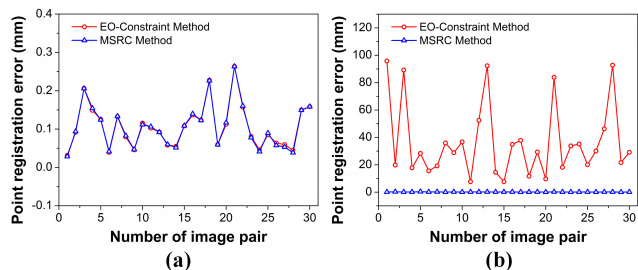 EO-Constraint Method
MSRC Method
Point registration error (mm)
0.4
0.3
0.2
0.1
0.0
-0.1
0 5 10 15 20 25 30
Number of image pair
(a)
EO-Constraint Method
MSRC Method
Point registration error (mm)
120
100
80
60
40
20
0
0 5 10 15 20 25 30
Number of image pair
(b)